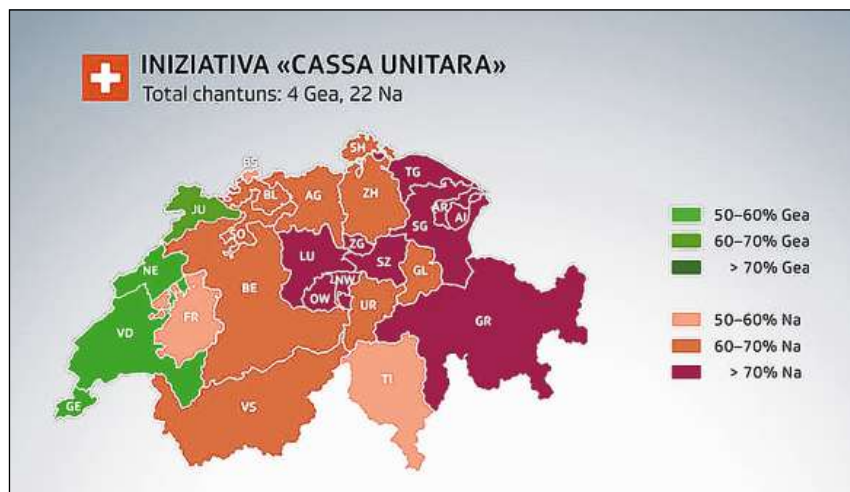 INIZIATIVA «CASSA UNITARA»
Total chantuns: 4 Gea, 22 Na
SH
BS
TG
BL
AG
ZH
JU
AR
AI
SO
SG
ZG
LU
SZ
NE
NW
GL
BE
OW
UR
FR
GR
VD
TI
GE
VS
50–60% Gea
60–70% Gea
> 70% Gea
50–60% Na
60–70% Na
> 70% Na